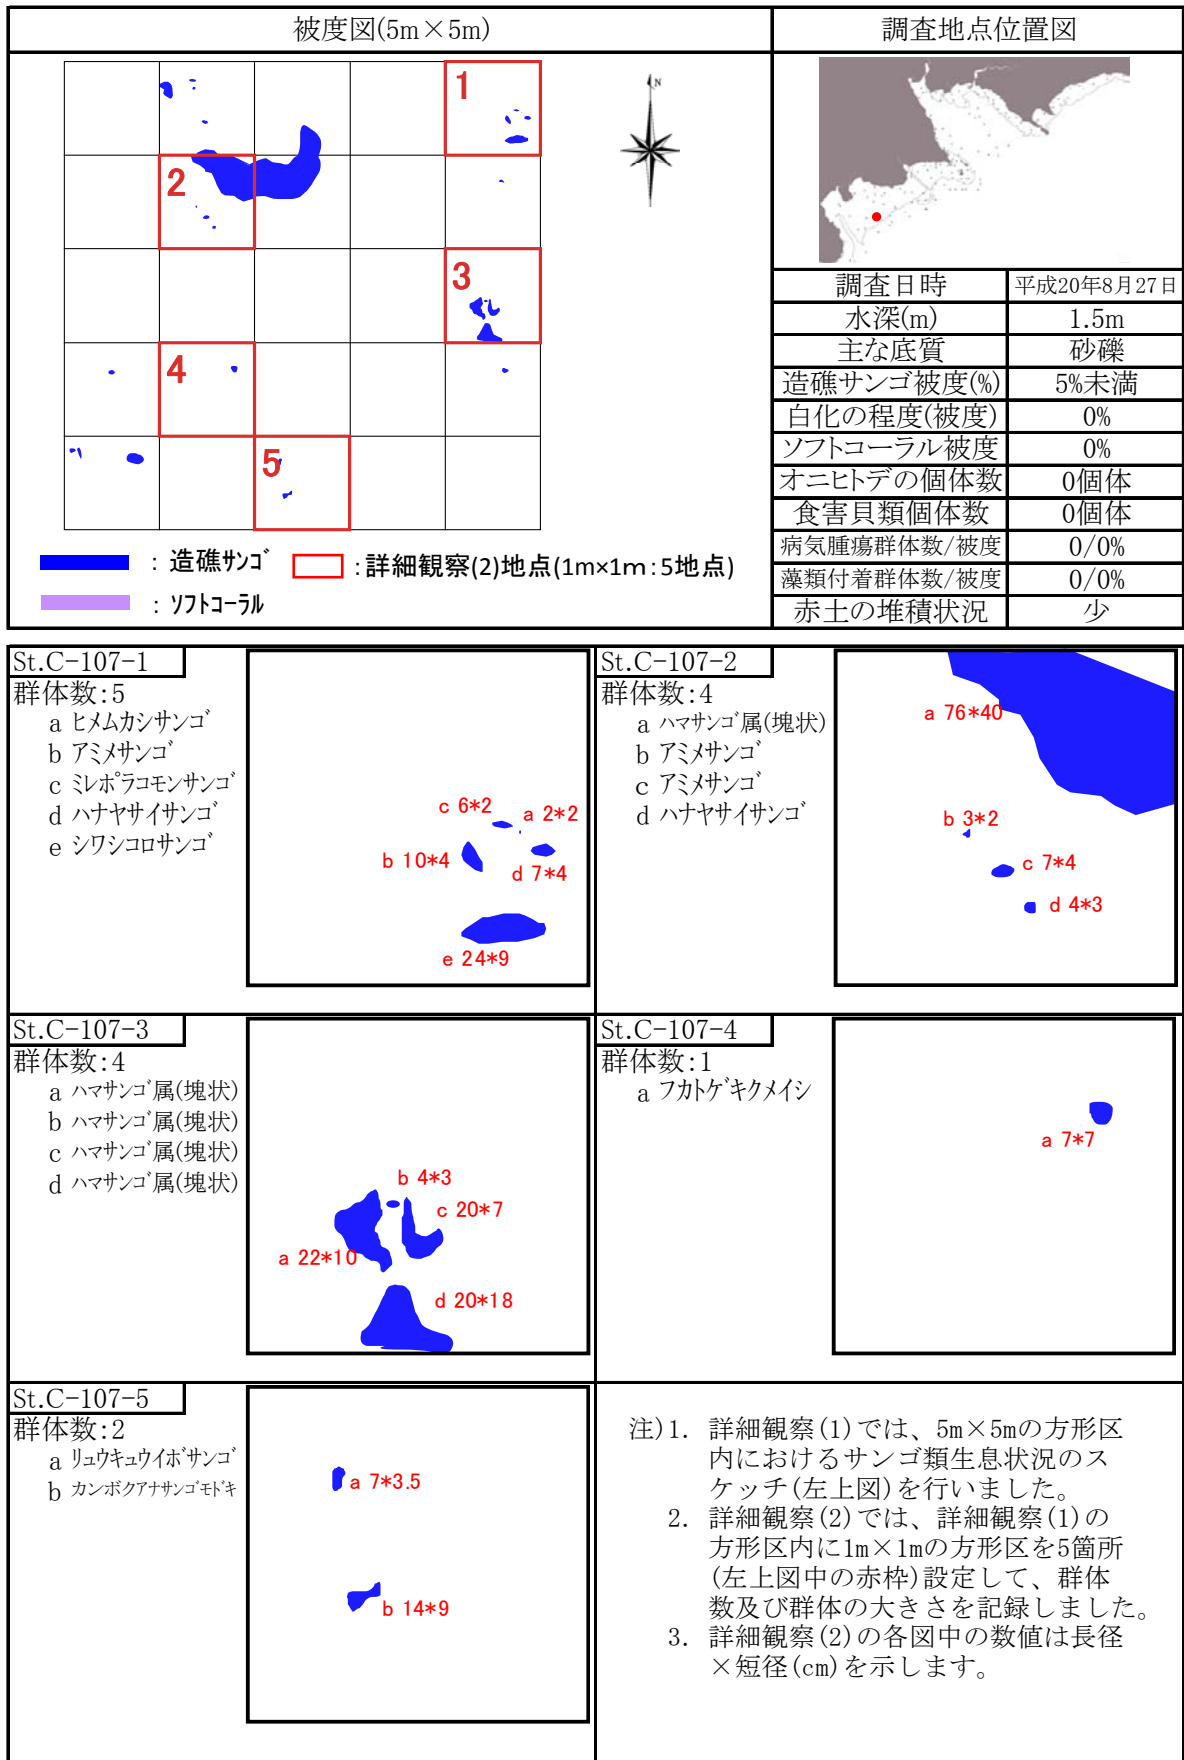 被度図(5m×5m)
調査地点位置図
1
2
3
4
5
N
：造礁サンゴ
：詳細観察(2)地点(1m×1m：5地点)
：ソフトコーラル
調査日時 平成20年8月27日
水深(m) 1.5m
主な底質 砂礫
造礁サンゴ被度(%) 5%未満
白化の程度(被度) 0%
ソフトコーラル被度 0%
オニヒトデの個体数 0個体
食害貝類個体数 0個体
病気腫瘍群体数/被度 0/0%
藻類付着群体数/被度 0/0%
赤土の堆積状況 少
St.C-107-1
群体数:5
a ヒメムカシサンゴ
b アミメサンゴ
c ミレポラコモンサンゴ
d ハナヤサイサンゴ
e シワシコロサンゴ
c 6*2
a 2*2
b 10*4
d 7*4
e 24*9
St.C-107-2
群体数:4
a ハマサンゴ属(塊状)
b アミメサンゴ
c アミメサンゴ
d ハナヤサイサンゴ
a 76*40
b 3*2
c 7*4
d 4*3
St.C-107-3
群体数:4
a ハマサンゴ属(塊状)
b ハマサンゴ属(塊状)
c ハマサンゴ属(塊状)
d ハマサンゴ属(塊状)
b 4*3
c 20*7
a 22*10
d 20*18
St.C-107-4
群体数:1
a フカトゲキクメイシ
a 7*7
St.C-107-5
群体数:2
a リュウキュウイボサンゴ
b カンボクアナサンゴモドキ
a 7*3.5
b 14*9
注)1. 詳細観察(1)では、5m×5mの方形区
内におけるサンゴ類生息状況のス
ケッチ(左上図)を行いました。
2. 詳細観察(2)では、詳細観察(1)の
方形区内に1m×1mの方形区を5箇所
(左上図中の赤枠)設定して、群体
数及び群体の大きさを記録しました。
3. 詳細観察(2)の各図中の数値は長径
×短径(cm)を示します。